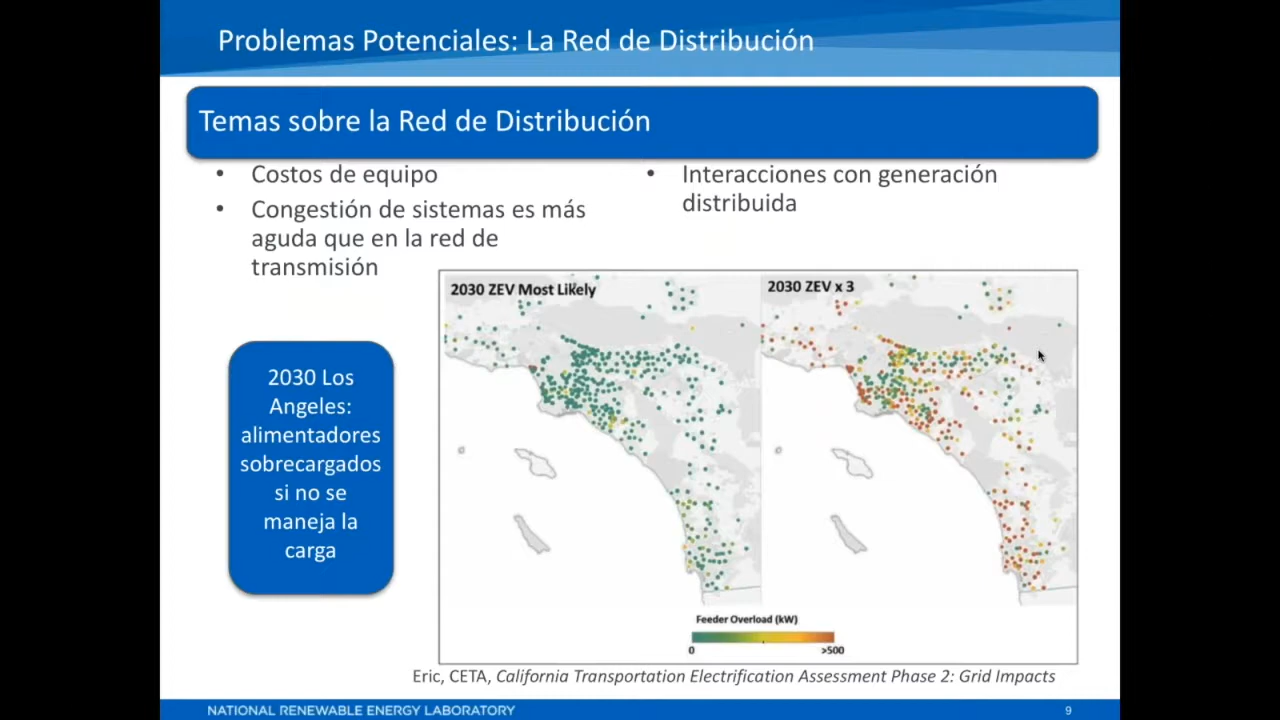 Problemas Potenciales: La Red de Distribución
Temas sobre la Red de Distribución
• Costos de equipo
• Congestión de sistemas es más
aguda que en la red de
transmisión
• Interacciones con generación
distribuida
2030 Los
Angeles:
alimentadores
sobrecargados
si no se
maneja la
carga
2030 ZEV Most Likely
2030 ZEV x 3
Feeder Overload (kW)
0
>500
Eric, CETA, California Transportation Electrification Assessment Phase 2: Grid Impacts
NATIONAL RENEWABLE ENERGY LABORATORY
9